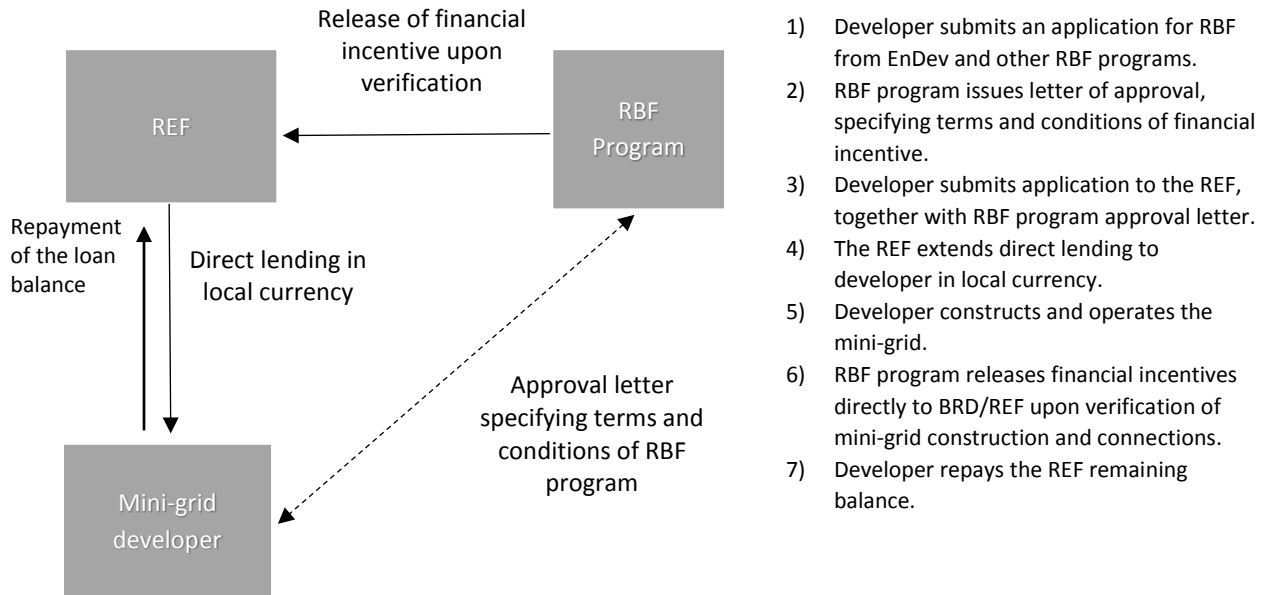 Release of financial
incentive upon
verification
REF
RBF
Program
Repayment
of the loan
balance
Direct lending in
local currency
Approval letter
specifying terms and
conditions of RBF
program
Mini-grid
developer
1) Developer submits an application for RBF
from EnDev and other RBF programs.
2) RBF program issues letter of approval,
specifying terms and conditions of financial
incentive.
3) Developer submits application to the REF,
together with RBF program approval letter.
4) The REF extends direct lending to
developer in local currency.
5) Developer constructs and operates the
mini-grid.
6) RBF program releases financial incentives
directly to BRD/REF upon verification of
mini-grid construction and connections.
7) Developer repays the REF remaining
balance.